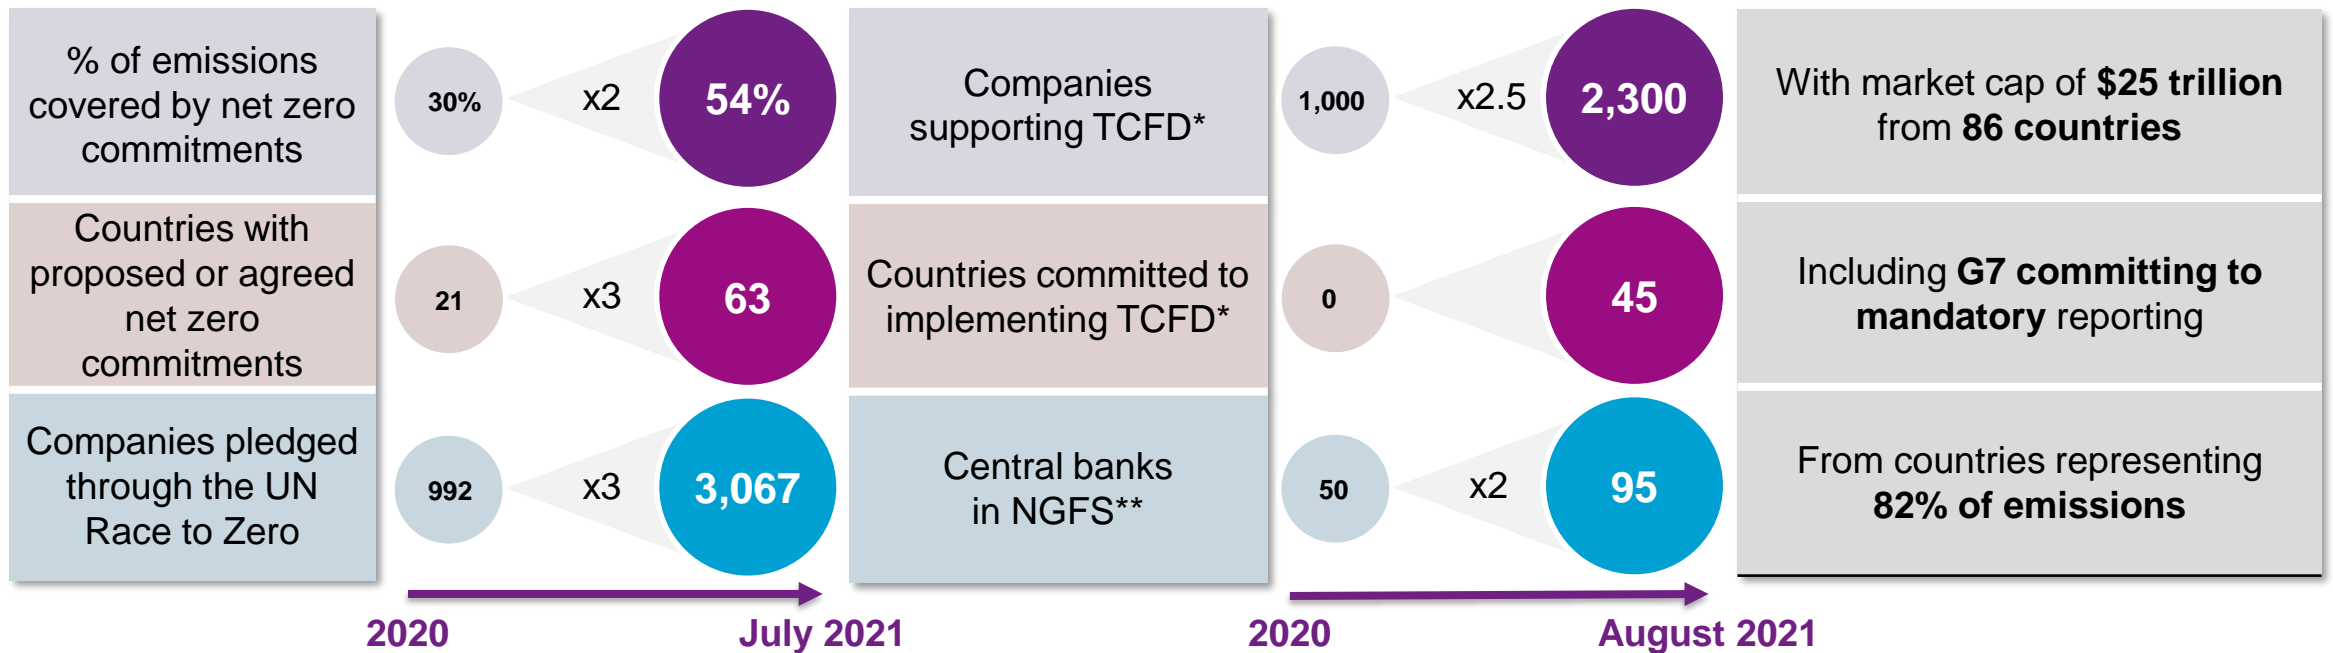 % of emissions
covered by net zero
commitments
30%
x2
54%
Companies
supporting TCFD*
1,000
x2.5
2,300
With market cap of $25 trillion
from 86 countries
Countries with
proposed or agreed
net zero
commitments
21
x3
63
Countries committed to
implementing TCFD*
0
45
Including G7 committing to
mandatory reporting
Companies pledged
through the UN
Race to Zero
992
x3
3,067
Central banks
in NGFS**
50
x2
95
From countries representing
82% of emissions
2020
July 2021
2020
August 2021